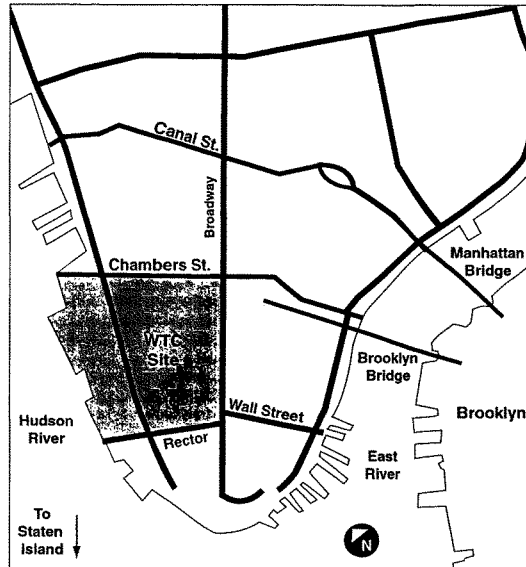 Canal St.
Broadway
Manhattan
Bridge
Chambers St.
WTC
Site
Brooklyn
Bridge
Brooklyn
Wall Street
Hudson
River
Rector
East
River
To
Staten
Island
N